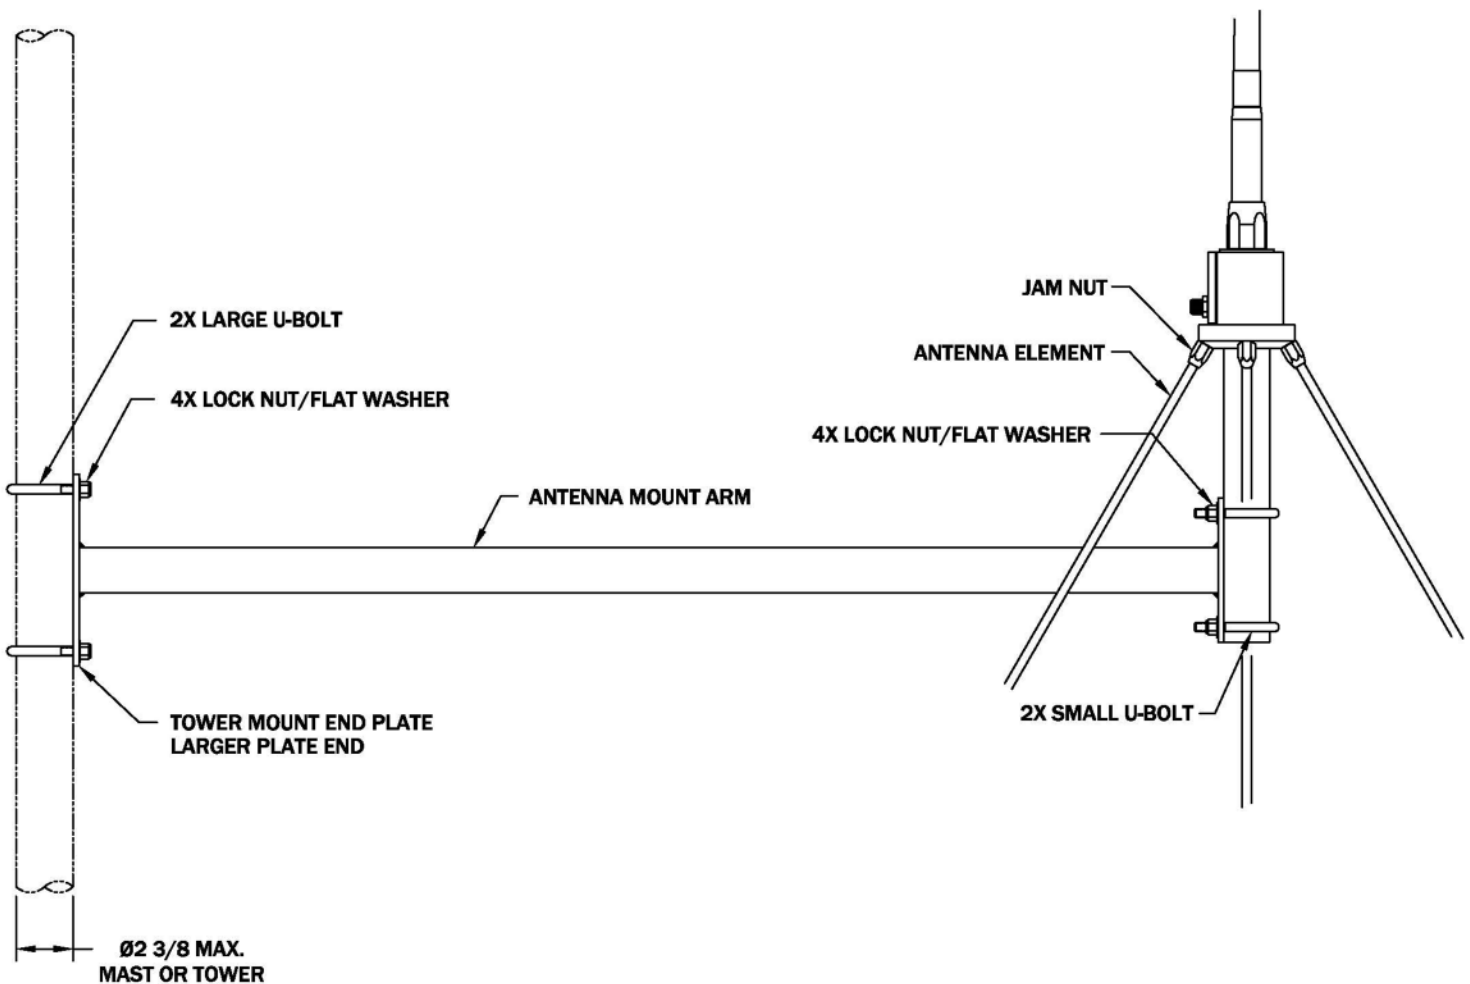 JAM NUT
2X LARGE U-BOLT
ANTENNA ELEMENT
4X LOCK NUT/FLAT WASHER
4X LOCK NUT/FLAT WASHER
ANTENNA MOUNT ARM
2X SMALL U-BOLT
TOWER MOUNT END PLATE
LARGER PLATE END
Ø2 3/8 MAX.
MAST OR TOWER